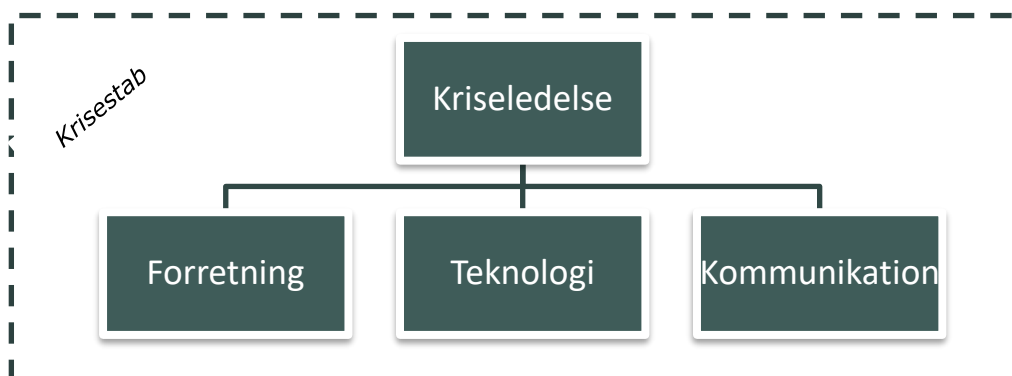 Krisestab
Kriseledelse
Forretning
Teknologi
Kommunikation